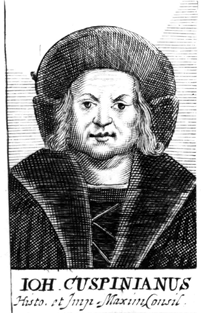 IOH. CUSPINIANUS
Histo. et Imp. Maxim Consil.